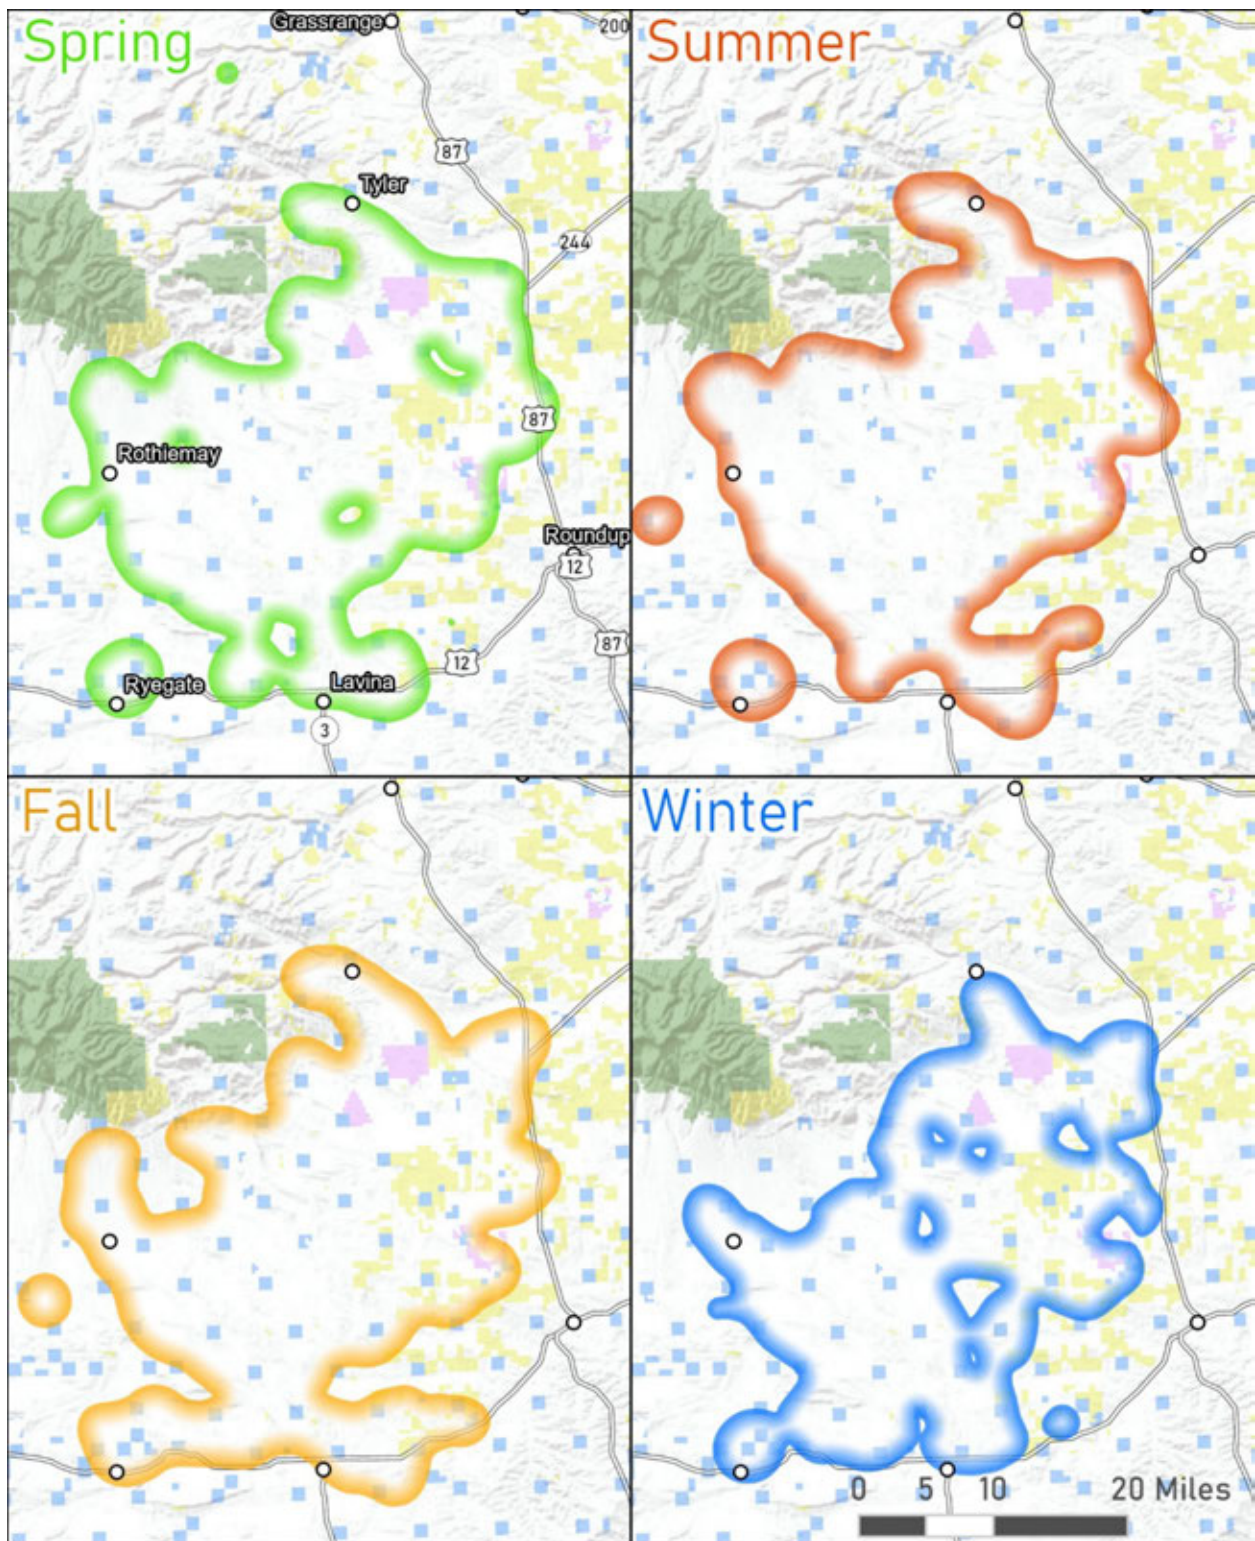 Spring
Grassrange
200
87
Tyler
244
87
Rothiemay
Roundup
12
87
12
Ryegate
Lavina
3
Summer
Fall
Winter
0 5 10 20 Miles